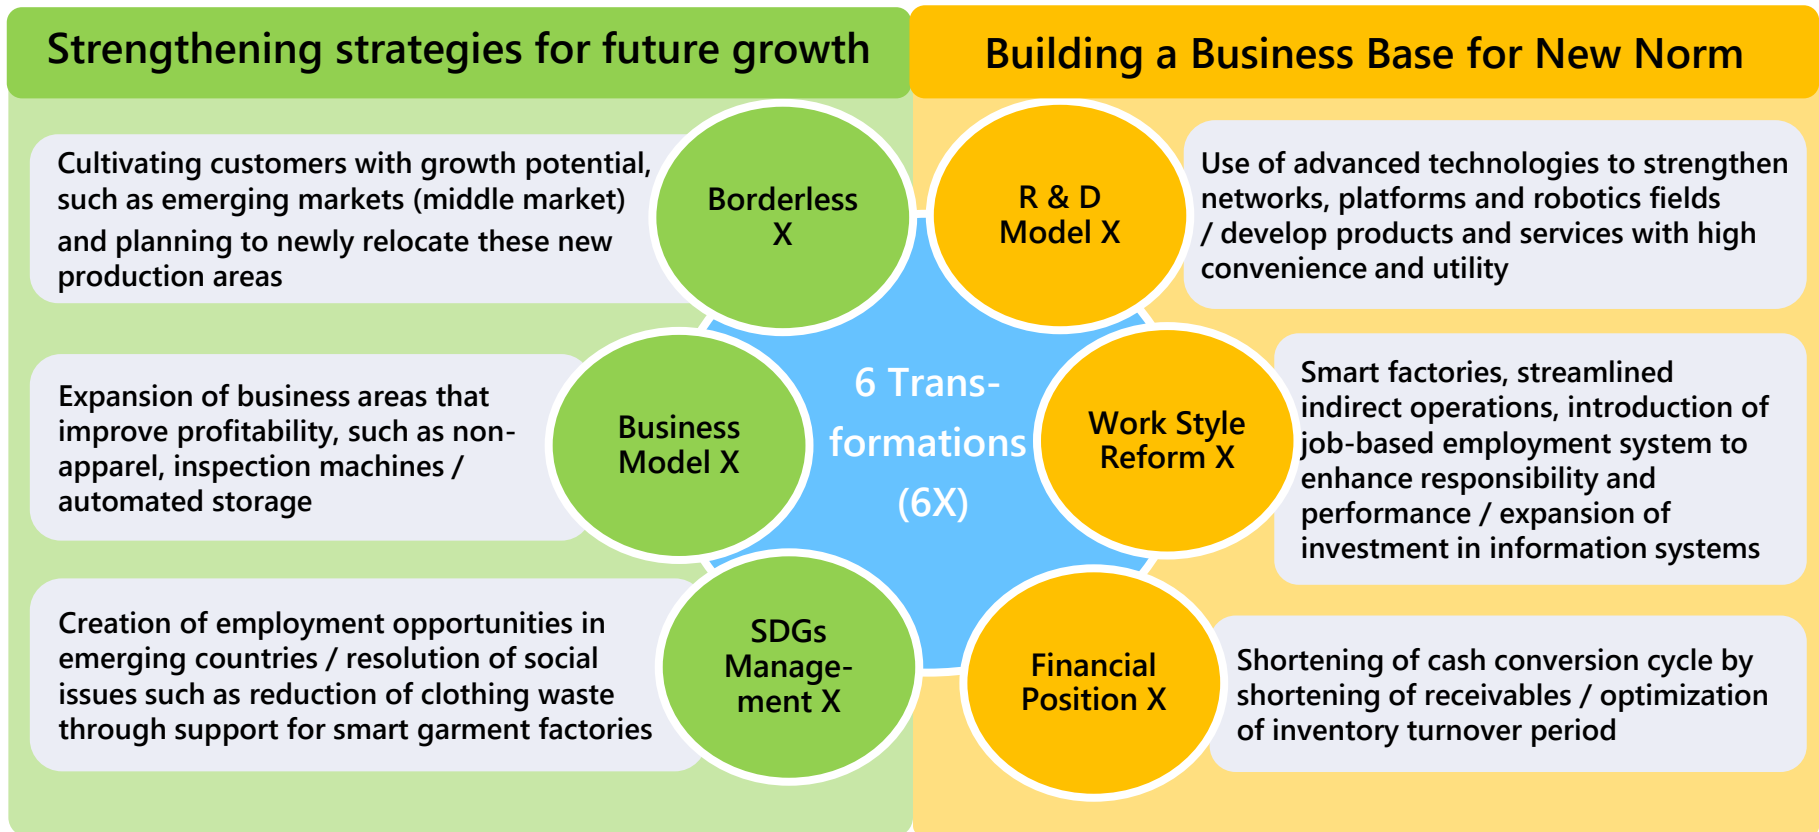 Strengthening strategies for future growth
Cultivating customers with growth potential,
such as emerging markets (middle market)
and planning to newly relocate these new
production areas
Borderless
X
Expansion of business areas that
improve profitability, such as non-
apparel, inspection machines /
automated storage
Business
Model X
Creation of employment opportunities in
emerging countries / resolution of social
issues such as reduction of clothing waste
through support for smart garment factories
SDGs
Manage-
ment X
6 Trans-
formations
(6X)
Building a Business Base for New Norm
R & D
Model X
Use of advanced technologies to strengthen
networks, platforms and robotics fields
/ develop products and services with high
convenience and utility
Work Style
Reform X
Smart factories, streamlined
indirect operations, introduction of
job-based employment system to
enhance responsibility and
performance / expansion of
investment in information systems
Financial
Position X
Shortening of cash conversion cycle by
shortening of receivables / optimization
of inventory turnover period